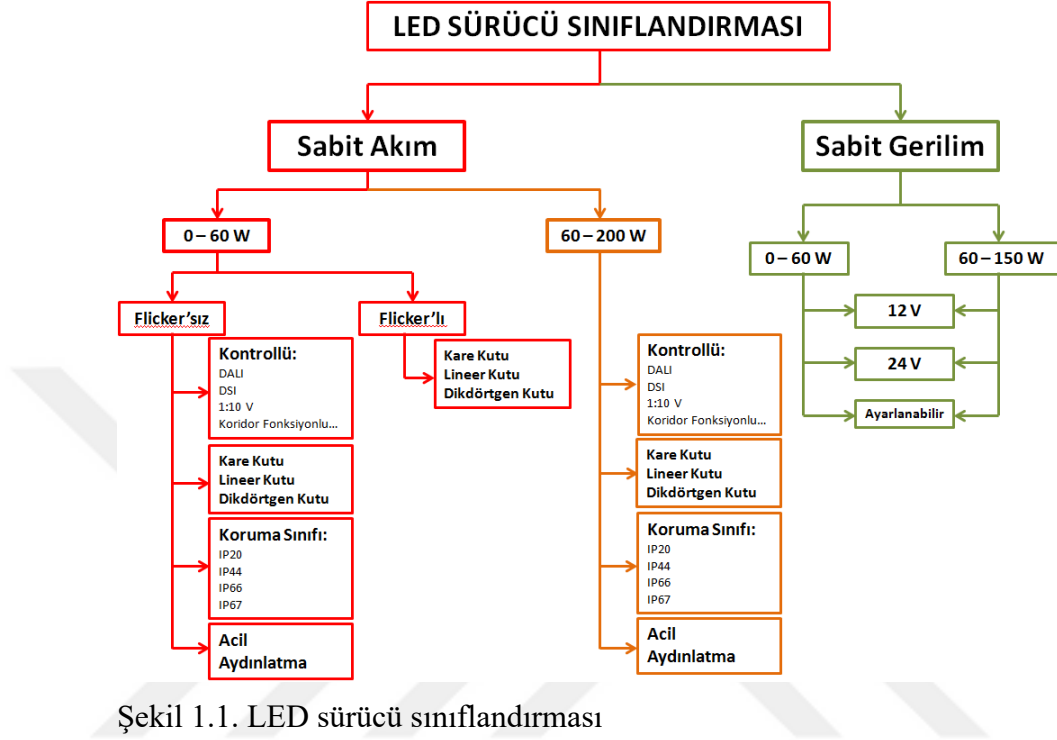 LED SÜRÜCÜ SINIFLANDIRMASI
Sabit Akım
Sabit Gerilim
0 – 60 W
60 – 200 W
0 – 60 W
60 – 150 W
Flicker’sız
Flicker’lı
12 V
24 V
Ayarlanabilir
Kontrollü:
DALI
DSI
1:10 V
Koridor Fonksiyonlu...
Kare Kutu
Lineer Kutu
Dikdörtgen Kutu
Koruma Sınıfı:
IP20
IP44
IP66
IP67
Acil
Aydınlatma
Kare Kutu
Lineer Kutu
Dikdörtgen Kutu
Kontrollü:
DALI
DSI
1:10 V
Koridor Fonksiyonlu...
Kare Kutu
Lineer Kutu
Dikdörtgen Kutu
Koruma Sınıfı:
IP20
IP44
IP66
IP67
Acil
Aydınlatma
Şekil 1.1. LED sürücü sınıflandırması